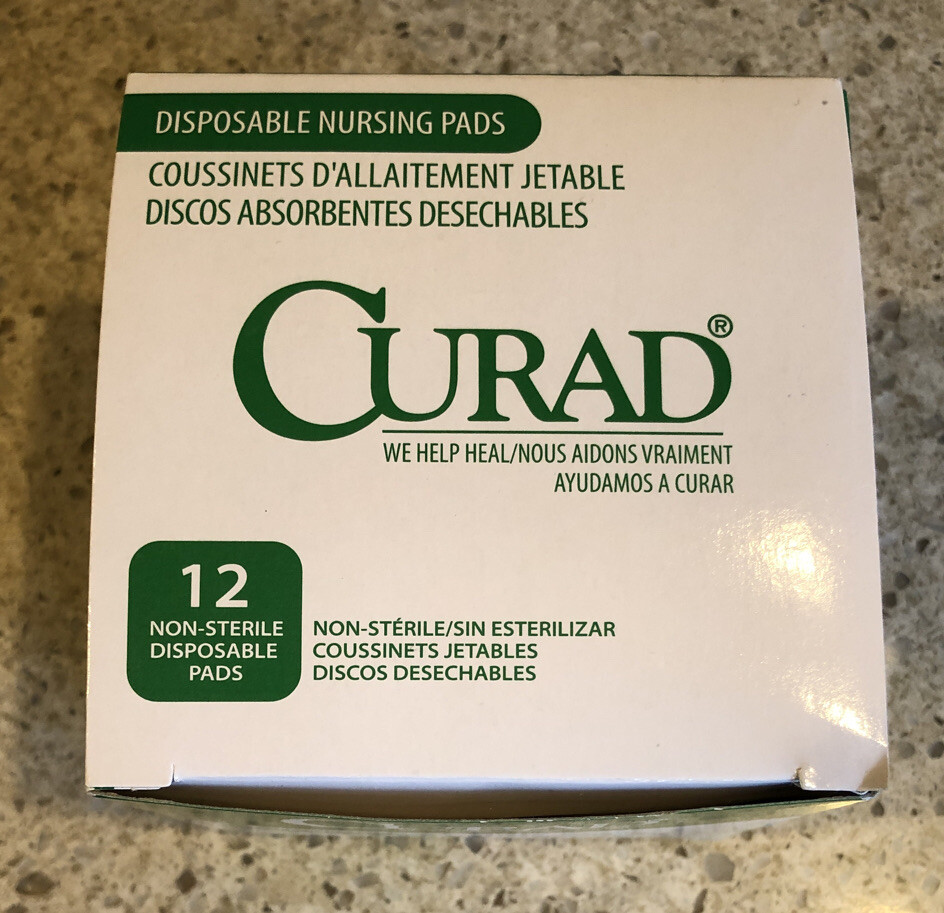 DISPOSABLE NURSING PADS
COUSSINETS D'ALLAITEMENT JETABLE
DISCOS ABSORBENTES DESECHABLES
CURAD®
WE HELP HEAL/NOUS AIDONS VRAIMENT
AYUDAMOS A CURAR
12
NON-STERILE
DISPOSABLE
PADS
NON-STÉRILE/SIN ESTERILIZAR
COUSSINETS JETABLES
DISCOS DESECHABLES